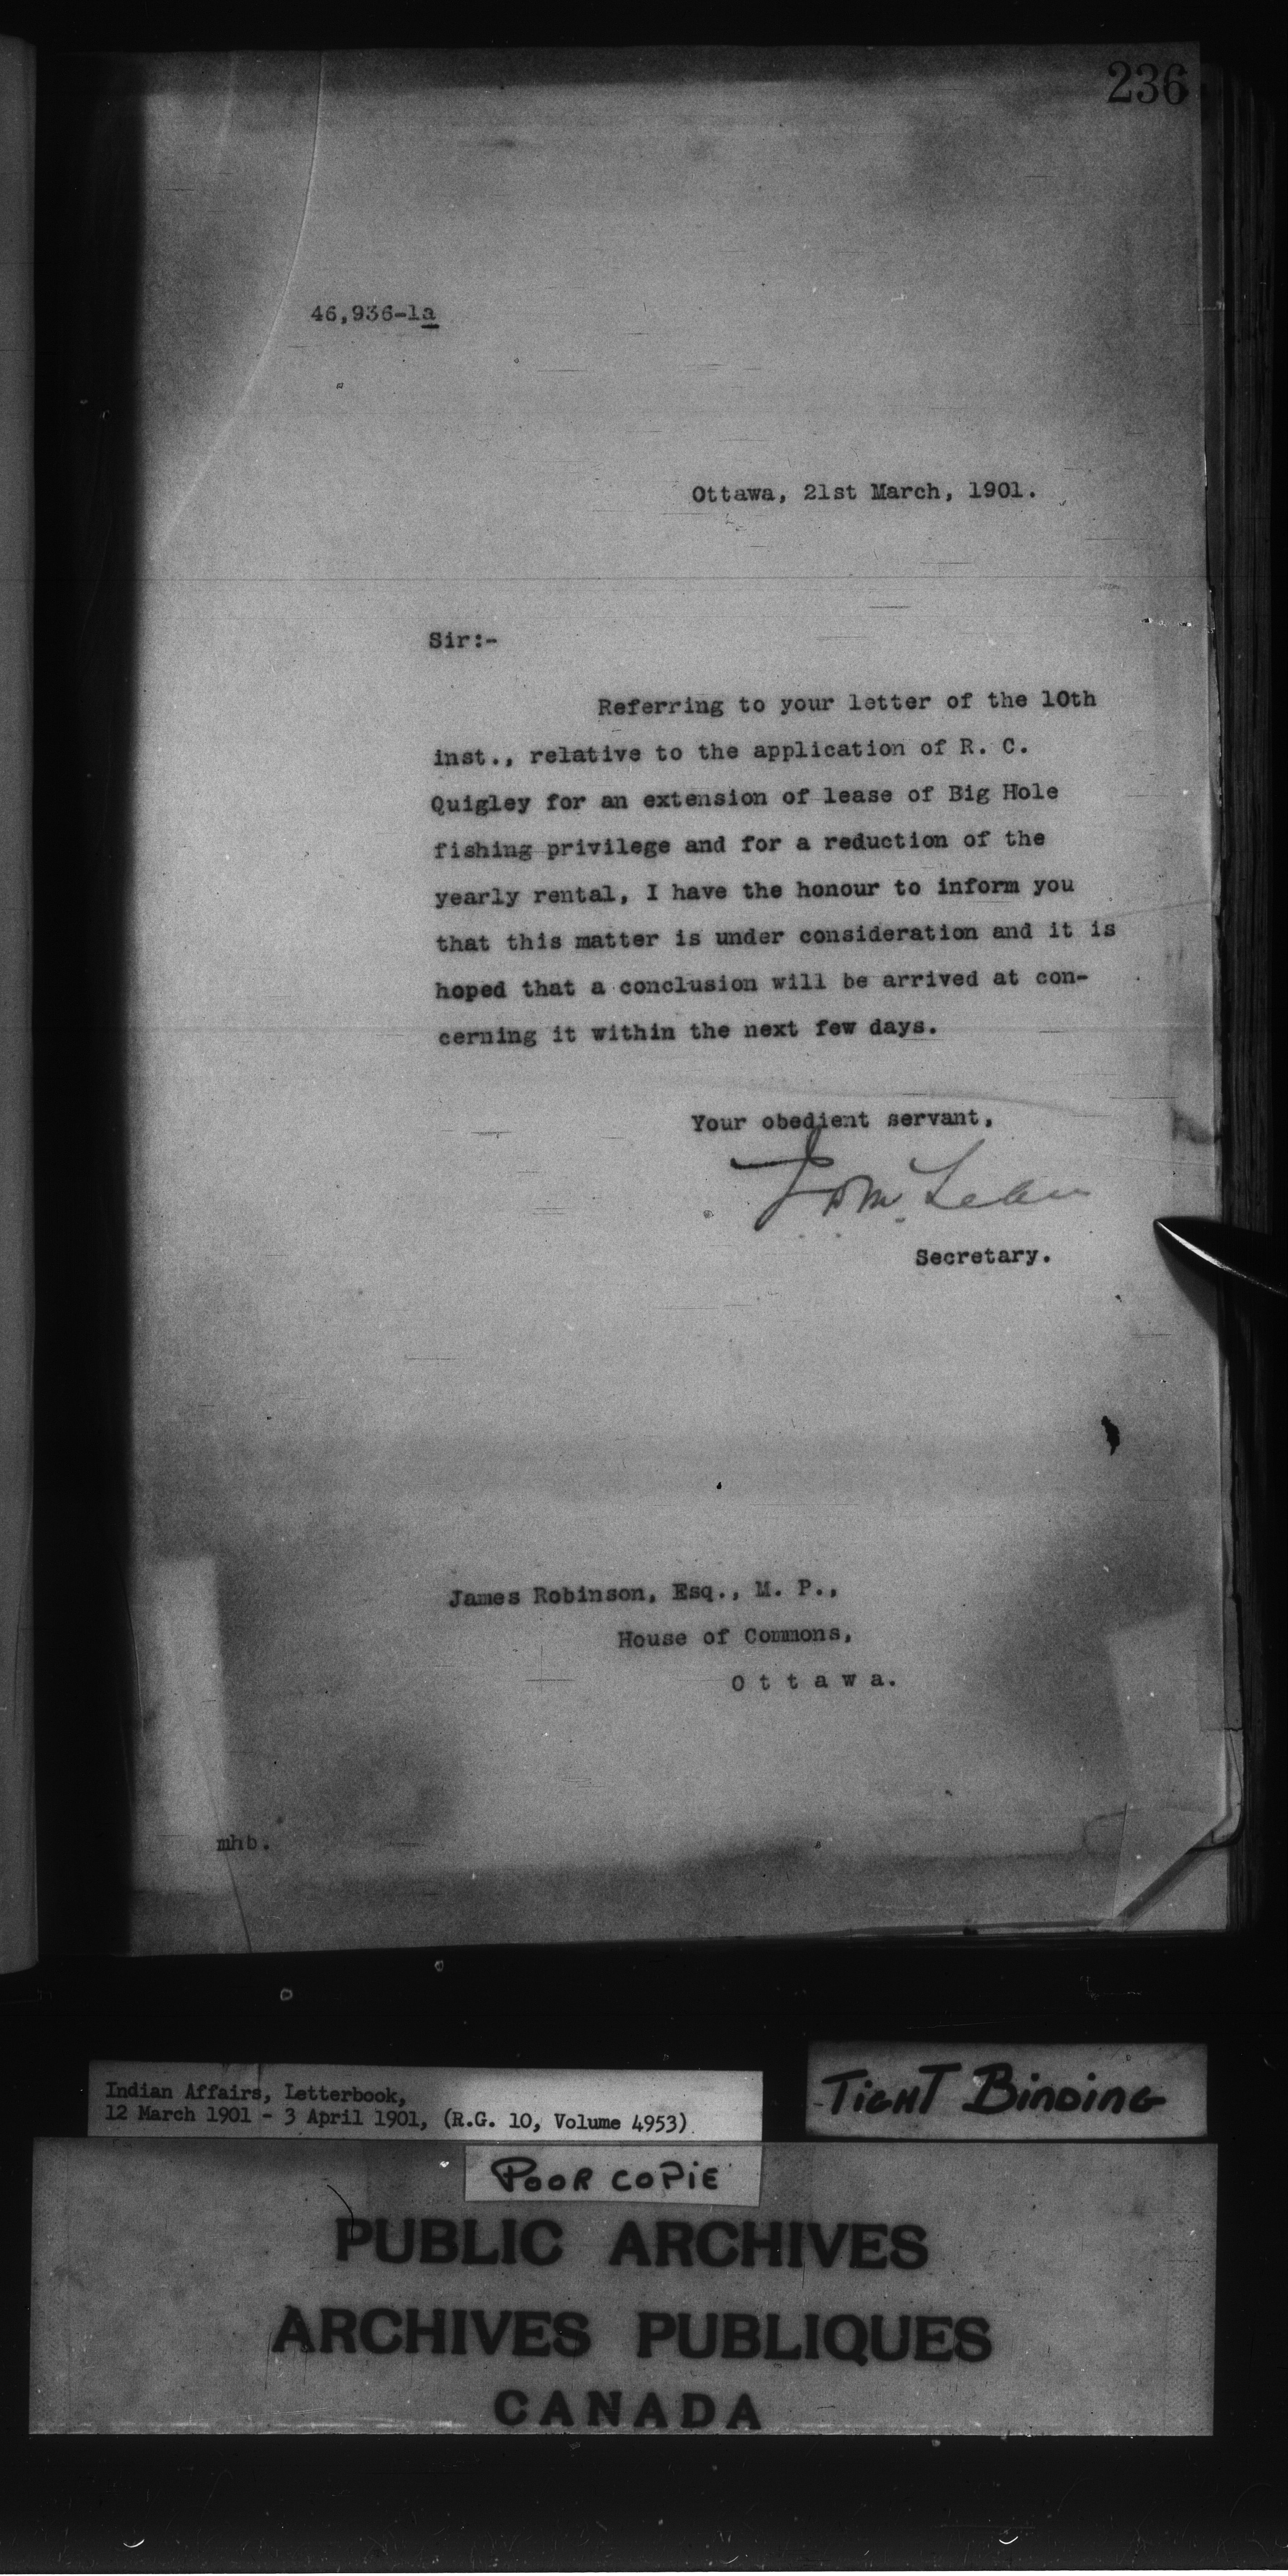 236
46,936-1a
Ottawa, 21st March, 1901.
Sir:-
Referring to your letter of the 10th
inst., relative to the application of R. C.
Quigley for an extension of lease of Big Hole
fishing privilege and for a reduction of the
yearly rental, I have the honour to inform you
that this matter is under consideration and it is
hoped that a conclusion will be arrived at con-
cerning it within the next few days.
Your obedient servant,
J D McLean
Secretary.
James Robinson, Esq., M. P.,
House of Commons,
O t t a w a.
mhb.
Indian Affairs, Letterbook,
12 March 1901 - 3 April 1901, (R.G. 10, Volume 4953)
TIGHT BINDING
POOR COPIE
PUBLIC ARCHIVES
ARCHIVES PUBLIQUES
CANADA